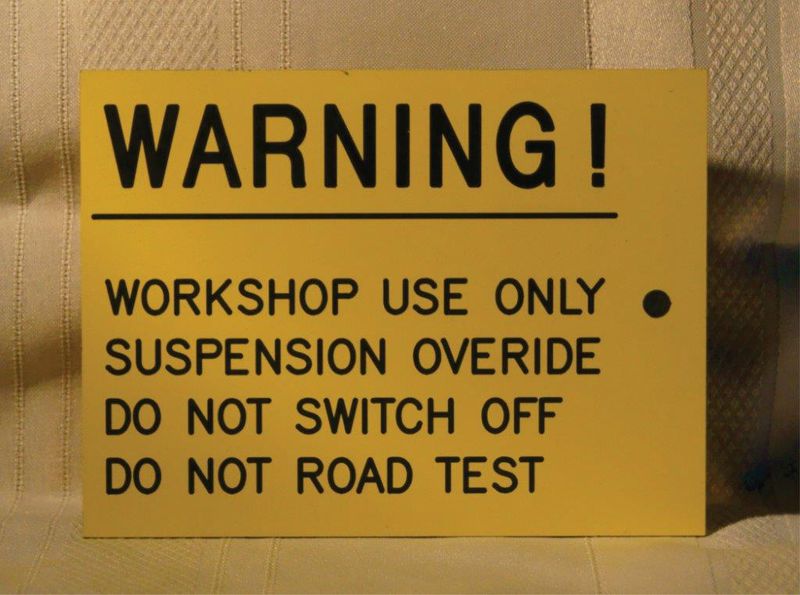 WARNING!
WORKSHOP USE ONLY
SUSPENSION OVERIDE
DO NOT SWITCH OFF
DO NOT ROAD TEST